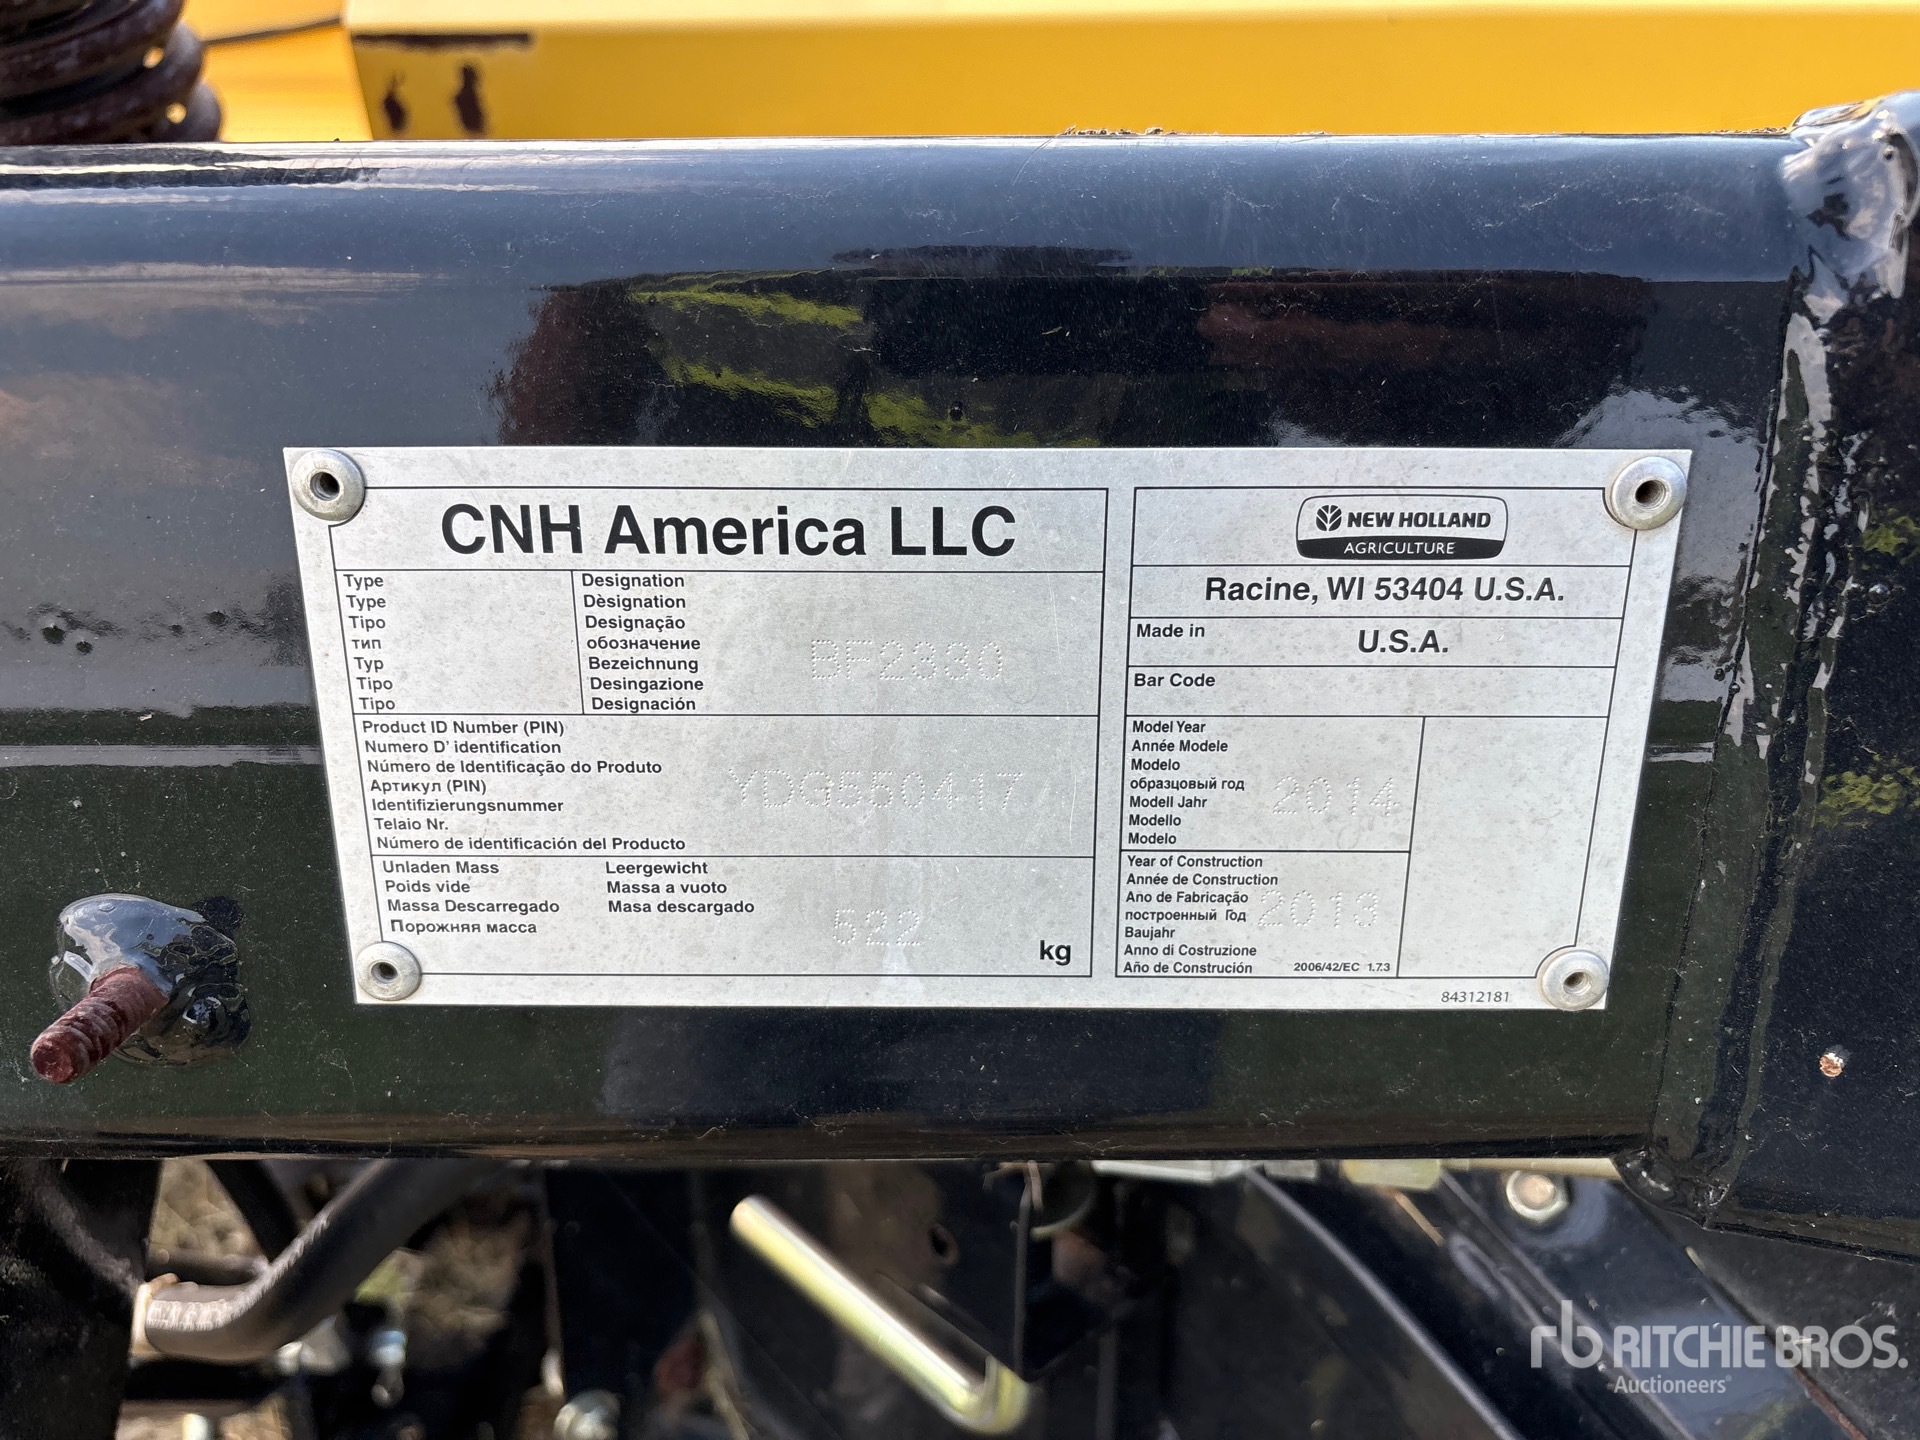 CNH America LLC
Type
Type
Tipo
тип
Typ
Tipo
Tipo
Designation
Dèsignation
Designação
обозначение
Bezeichnung
Desingazione
Designación
BF2330
Product ID Number (PIN)
Numero D' identification
Número de Identificação do Produto
Артикул (PIN)
Identifizierungsnummer
Telaio Nr.
Número de identificación del Producto
YDG550417
Unladen Mass
Poids vide
Massa Descarregado
Порожняя масса
Leergewicht
Massa a vuoto
Masa descargado
522
kg
NEW HOLLAND
AGRICULTURE
Racine, WI 53404 U.S.A.
Made in
U.S.A.
Bar Code
Model Year
Année Modele
Modelo
образцовый год
Modell Jahr
Modello
Modelo
2014
Year of Construction
Année de Construction
Ano de Fabricação
построенный Год
Baujahr
Anno di Costruzione
Año de Construción
2013
2006/42/EC 1.7.3
84312181
rb RITCHIE BROS.
Auctioneers